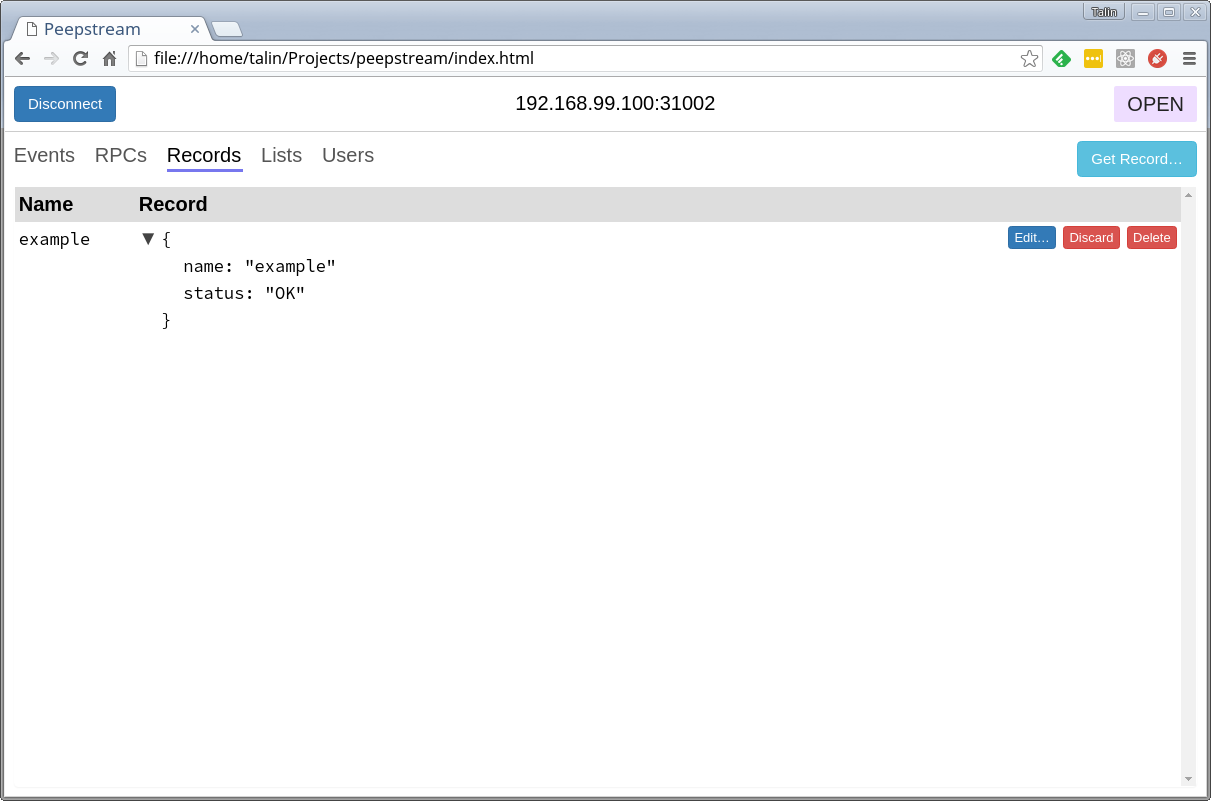 Talin
Peepstream
file:///home/talin/Projects/peepstream/index.html
Disconnect 192.168.99.100:31002 OPEN
Events RPCs Records Lists Users Get Record...
Name Record
example ▼ { Edit... Discard Delete
name: "example"
status: "OK"
}